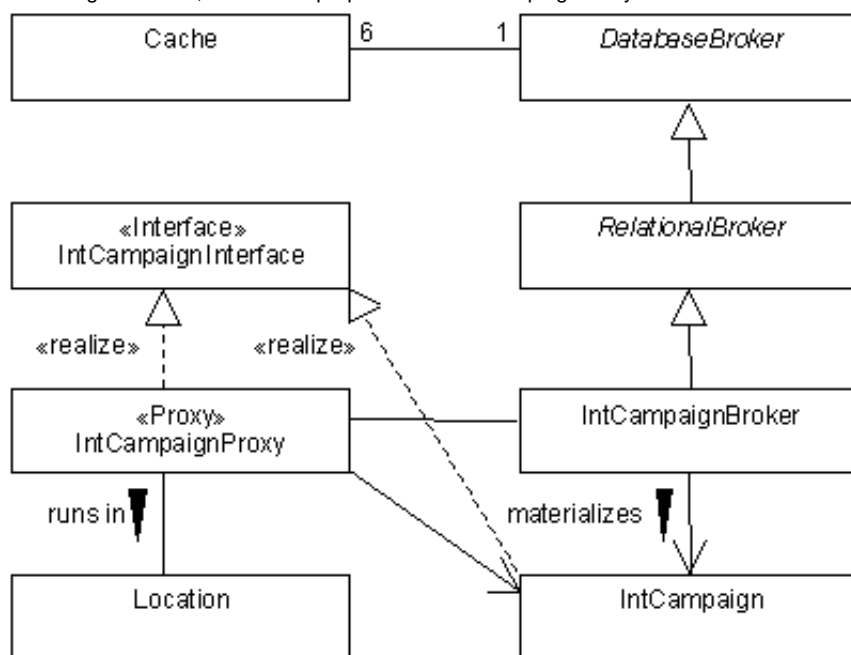 Cache
6
1
DatabaseBroker
«Interface»
IntCampaignInterface
RelationalBroker
«realize»
«realize»
«Proxy»
IntCampaignProxy
IntCampaignBroker
runs in
materializes
Location
IntCampaign